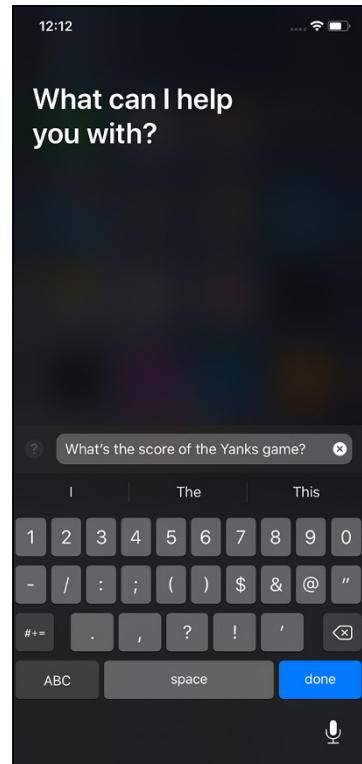 12:12
What can I help
you with?
? What's the score of the Yanks game?
I The This
1 2 3 4 5 6 7 8 9 0
- / : ; ( ) $ & @ "
#+= . , ? ! '
ABC space done